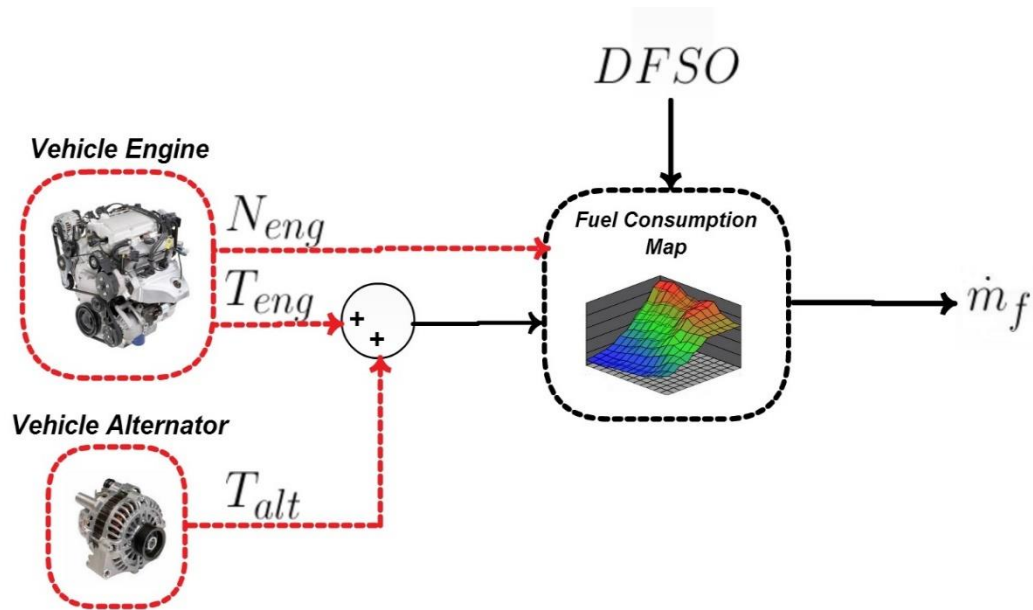 DFSO
Vehicle Engine
N_eng
Fuel Consumption
Map
T_eng
+
+
ṁ_f
Vehicle Alternator
T_alt